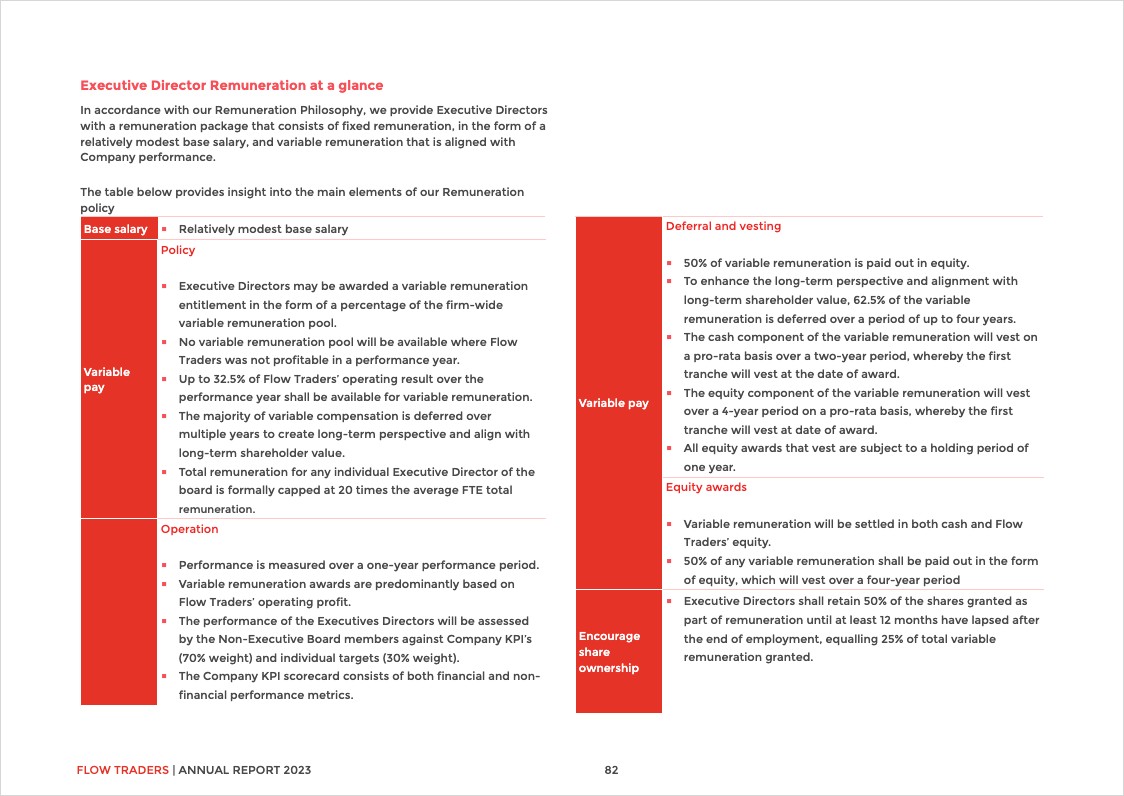 Executive Director Remuneration at a glance
In accordance with our Remuneration Philosophy, we provide Executive Directors
with a remuneration package that consists of fixed remuneration, in the form of a
relatively modest base salary, and variable remuneration that is aligned with
Company performance.
The table below provides insight into the main elements of our Remuneration
policy
Base salary
▪ Relatively modest base salary
Variable
pay
Policy
▪ Executive Directors may be awarded a variable remuneration
entitlement in the form of a percentage of the firm-wide
variable remuneration pool.
▪ No variable remuneration pool will be available where Flow
Traders was not profitable in a performance year.
▪ Up to 32.5% of Flow Traders’ operating result over the
performance year shall be available for variable remuneration.
▪ The majority of variable compensation is deferred over
multiple years to create long-term perspective and align with
long-term shareholder value.
▪ Total remuneration for any individual Executive Director of the
board is formally capped at 20 times the average FTE total
remuneration.
Operation
▪ Performance is measured over a one-year performance period.
▪ Variable remuneration awards are predominantly based on
Flow Traders’ operating profit.
▪ The performance of the Executives Directors will be assessed
by the Non-Executive Board members against Company KPI’s
(70% weight) and individual targets (30% weight).
▪ The Company KPI scorecard consists of both financial and non-
financial performance metrics.
Variable pay
Deferral and vesting
▪ 50% of variable remuneration is paid out in equity.
▪ To enhance the long-term perspective and alignment with
long-term shareholder value, 62.5% of the variable
remuneration is deferred over a period of up to four years.
▪ The cash component of the variable remuneration will vest on
a pro-rata basis over a two-year period, whereby the first
tranche will vest at the date of award.
▪ The equity component of the variable remuneration will vest
over a 4-year period on a pro-rata basis, whereby the first
tranche will vest at date of award.
▪ All equity awards that vest are subject to a holding period of
one year.
Equity awards
▪ Variable remuneration will be settled in both cash and Flow
Traders’ equity.
▪ 50% of any variable remuneration shall be paid out in the form
of equity, which will vest over a four-year period
Encourage
share
ownership
▪ Executive Directors shall retain 50% of the shares granted as
part of remuneration until at least 12 months have lapsed after
the end of employment, equalling 25% of total variable
remuneration granted.
FLOW TRADERS | ANNUAL REPORT 2023
82